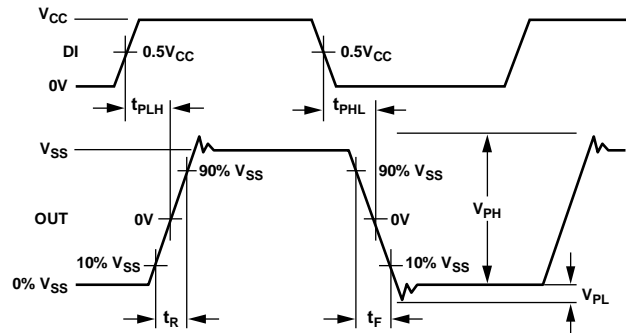 VCC
DI
0.5VCC
0.5VCC
0V
tPLH
tPHL
VSS
90% VSS
90% VSS
VPH
OUT
0V
0V
10% VSS
10% VSS
0% VSS
tR
tF
VPL